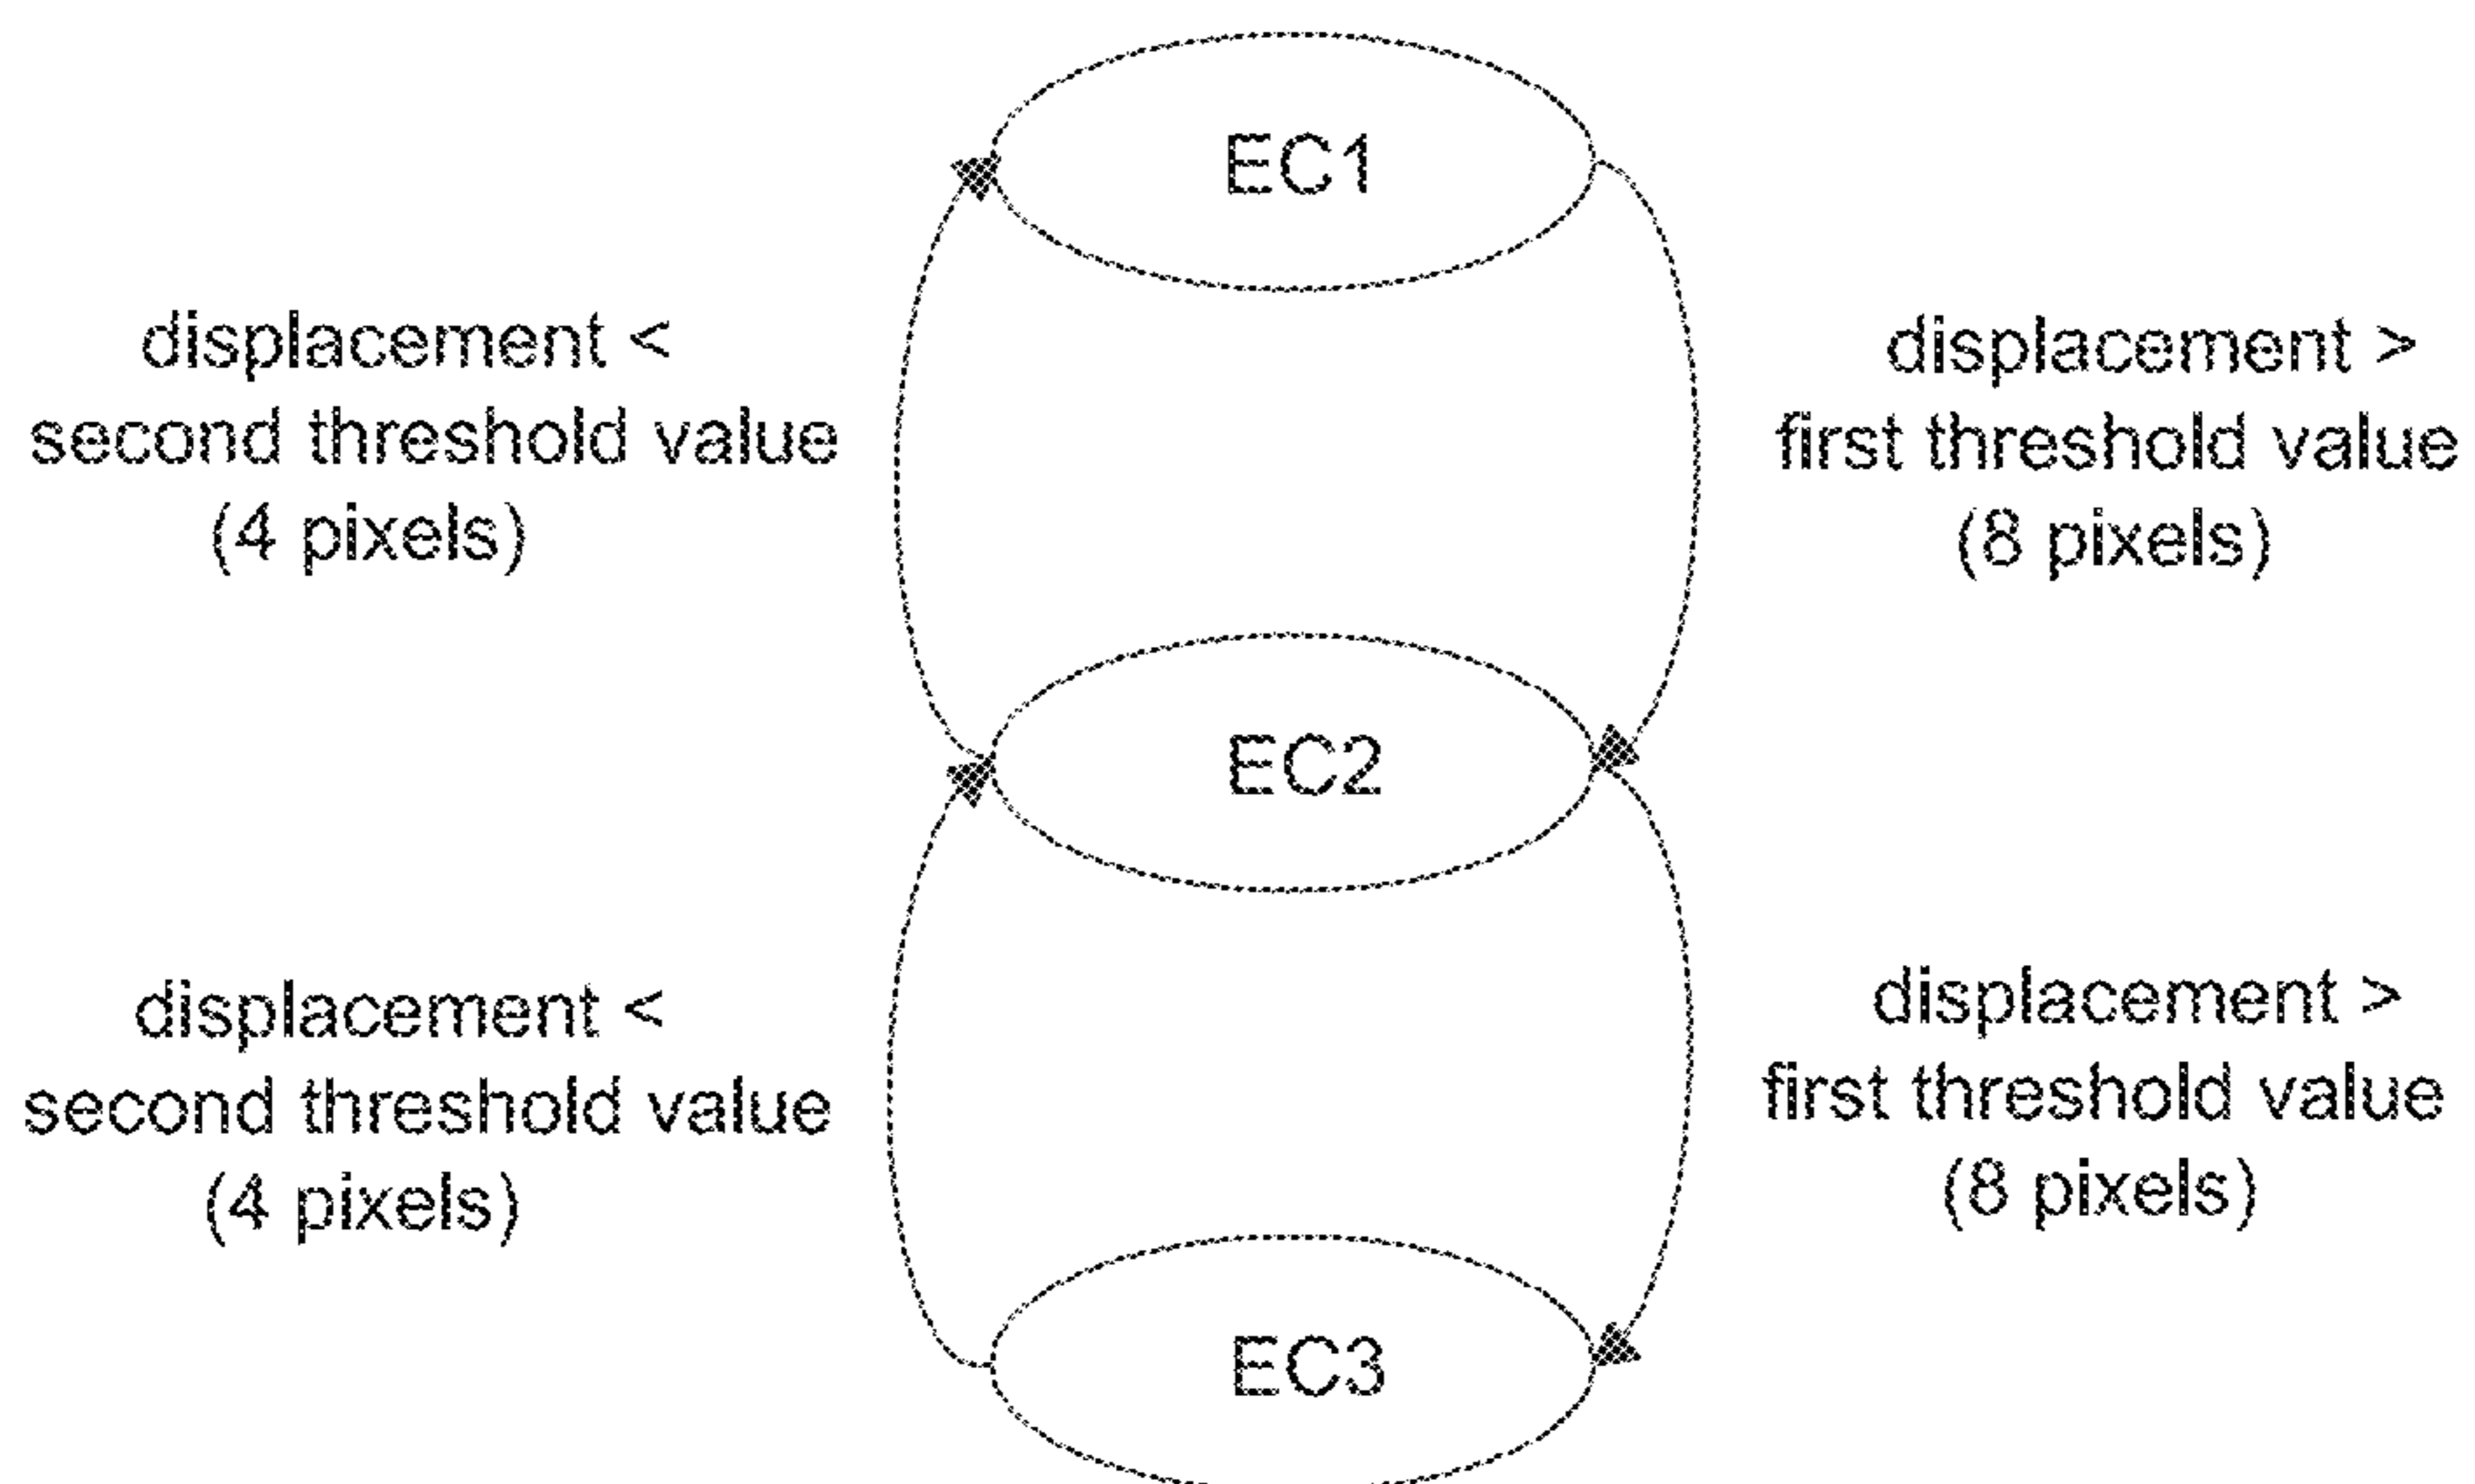 EC1
displacement <
second threshold value
(4 pixels)
displacement >
first threshold value
(8 pixels)
EC2
displacement <
second threshold value
(4 pixels)
displacement >
first threshold value
(8 pixels)
EC3